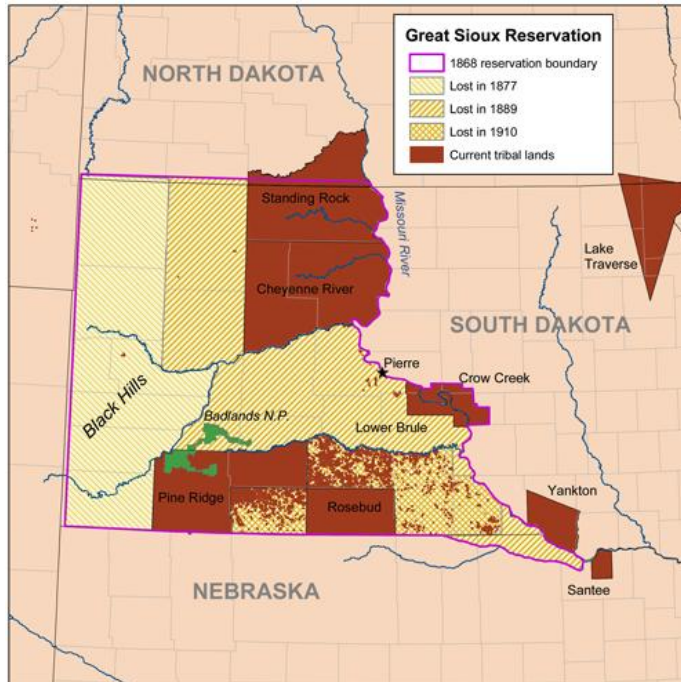 Great Sioux Reservation
1868 reservation boundary
Lost in 1877
Lost in 1889
Lost in 1910
Current tribal lands
NORTH DAKOTA
Standing Rock
Missouri River
Lake
Traverse
Cheyenne River
SOUTH DAKOTA
Pierre
Black Hills
Crow Creek
Badlands N.P.
Lower Brule
Pine Ridge
Rosebud
Yankton
Santee
NEBRASKA